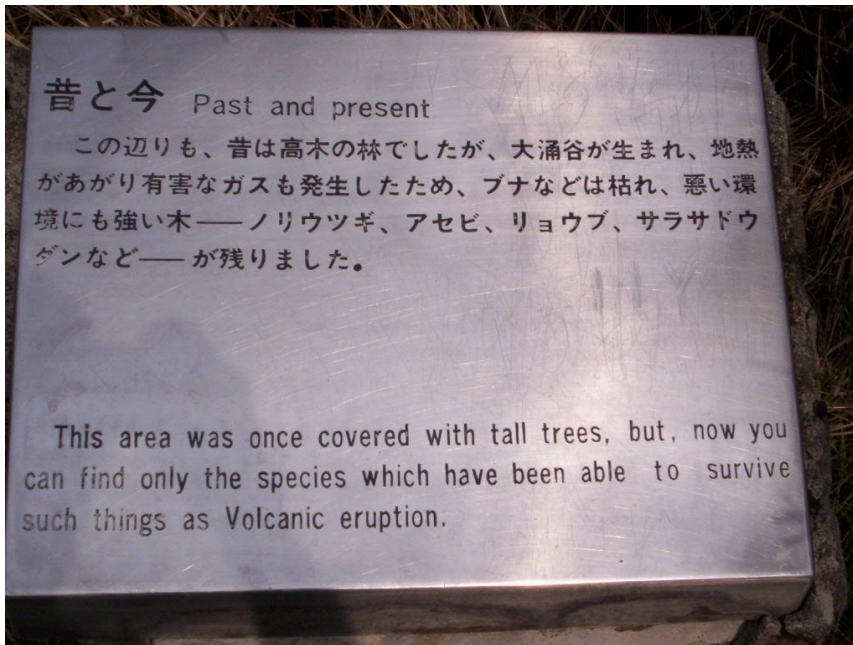 昔と今 Past and present
この辺りも、昔は高木の林でしたが、大涌谷が生まれ、地熱
があがり有害なガスも発生したため、ブナなどは枯れ、悪い環
境にも強い木——ノリウツギ、アセビ、リョウブ、サラサドウ
ダンなど——が残りました。
This area was once covered with tall trees, but, now you
can find only the species which have been able to survive
such things as Volcanic eruption.